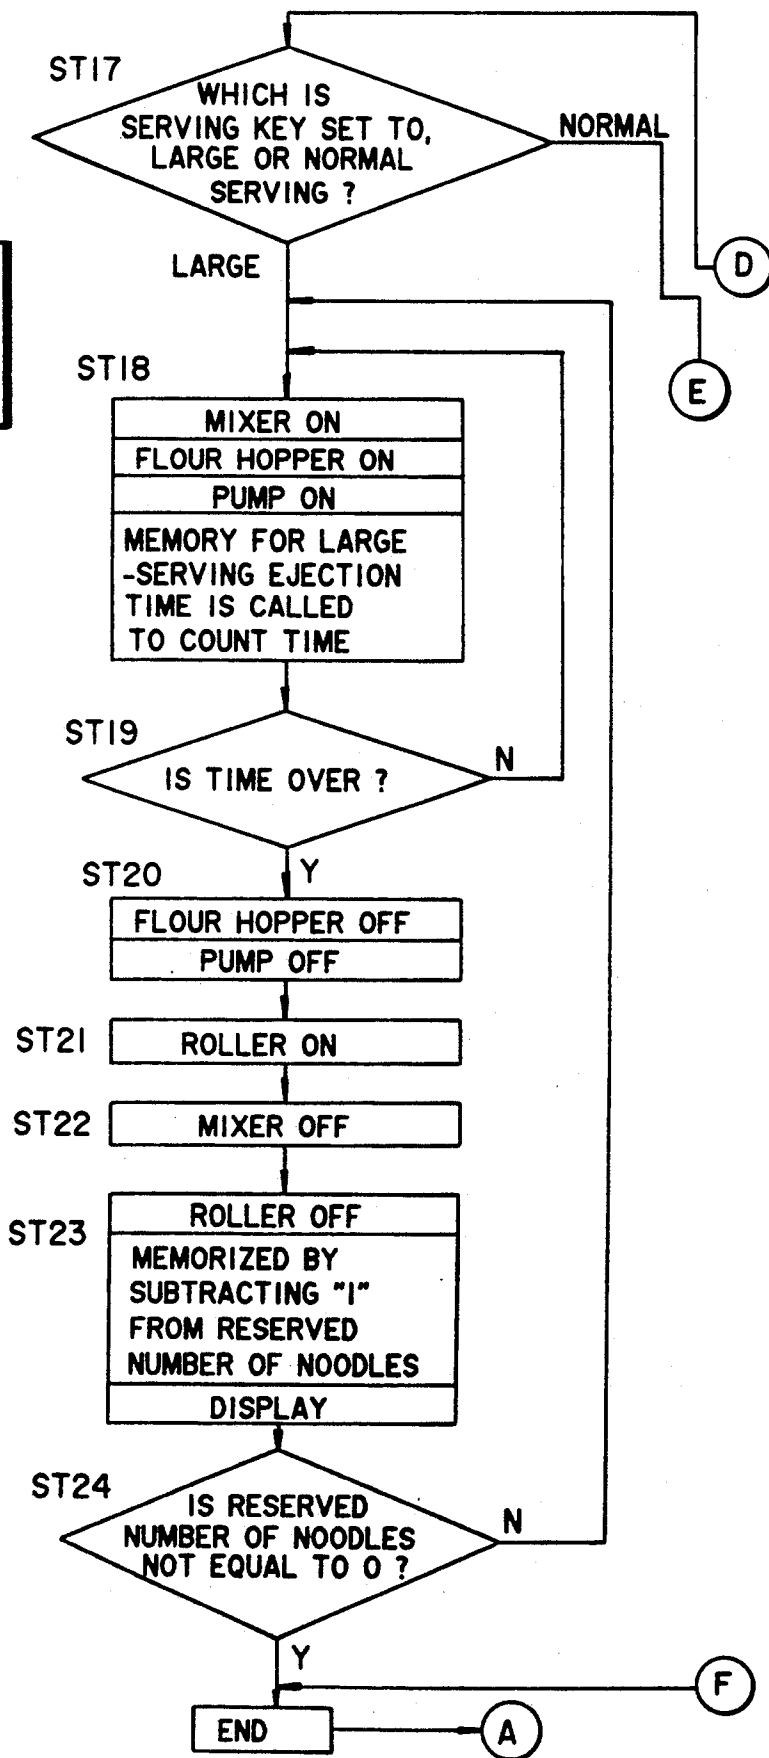 ST17
WHICH IS
SERVING KEY SET TO,
LARGE OR NORMAL
SERVING ?
NORMAL
LARGE
D
E
ST18
MIXER ON
FLOUR HOPPER ON
PUMP ON
MEMORY FOR LARGE
-SERVING EJECTION
TIME IS CALLED
TO COUNT TIME
ST19
IS TIME OVER ?
N
Y
ST20
FLOUR HOPPER OFF
PUMP OFF
ST21
ROLLER ON
ST22
MIXER OFF
ST23
ROLLER OFF
MEMORIZED BY
SUBTRACTING "1"
FROM RESERVED
NUMBER OF NOODLES
DISPLAY
ST24
IS RESERVED
NUMBER OF NOODLES
NOT EQUAL TO 0 ?
N
Y
F
END
A